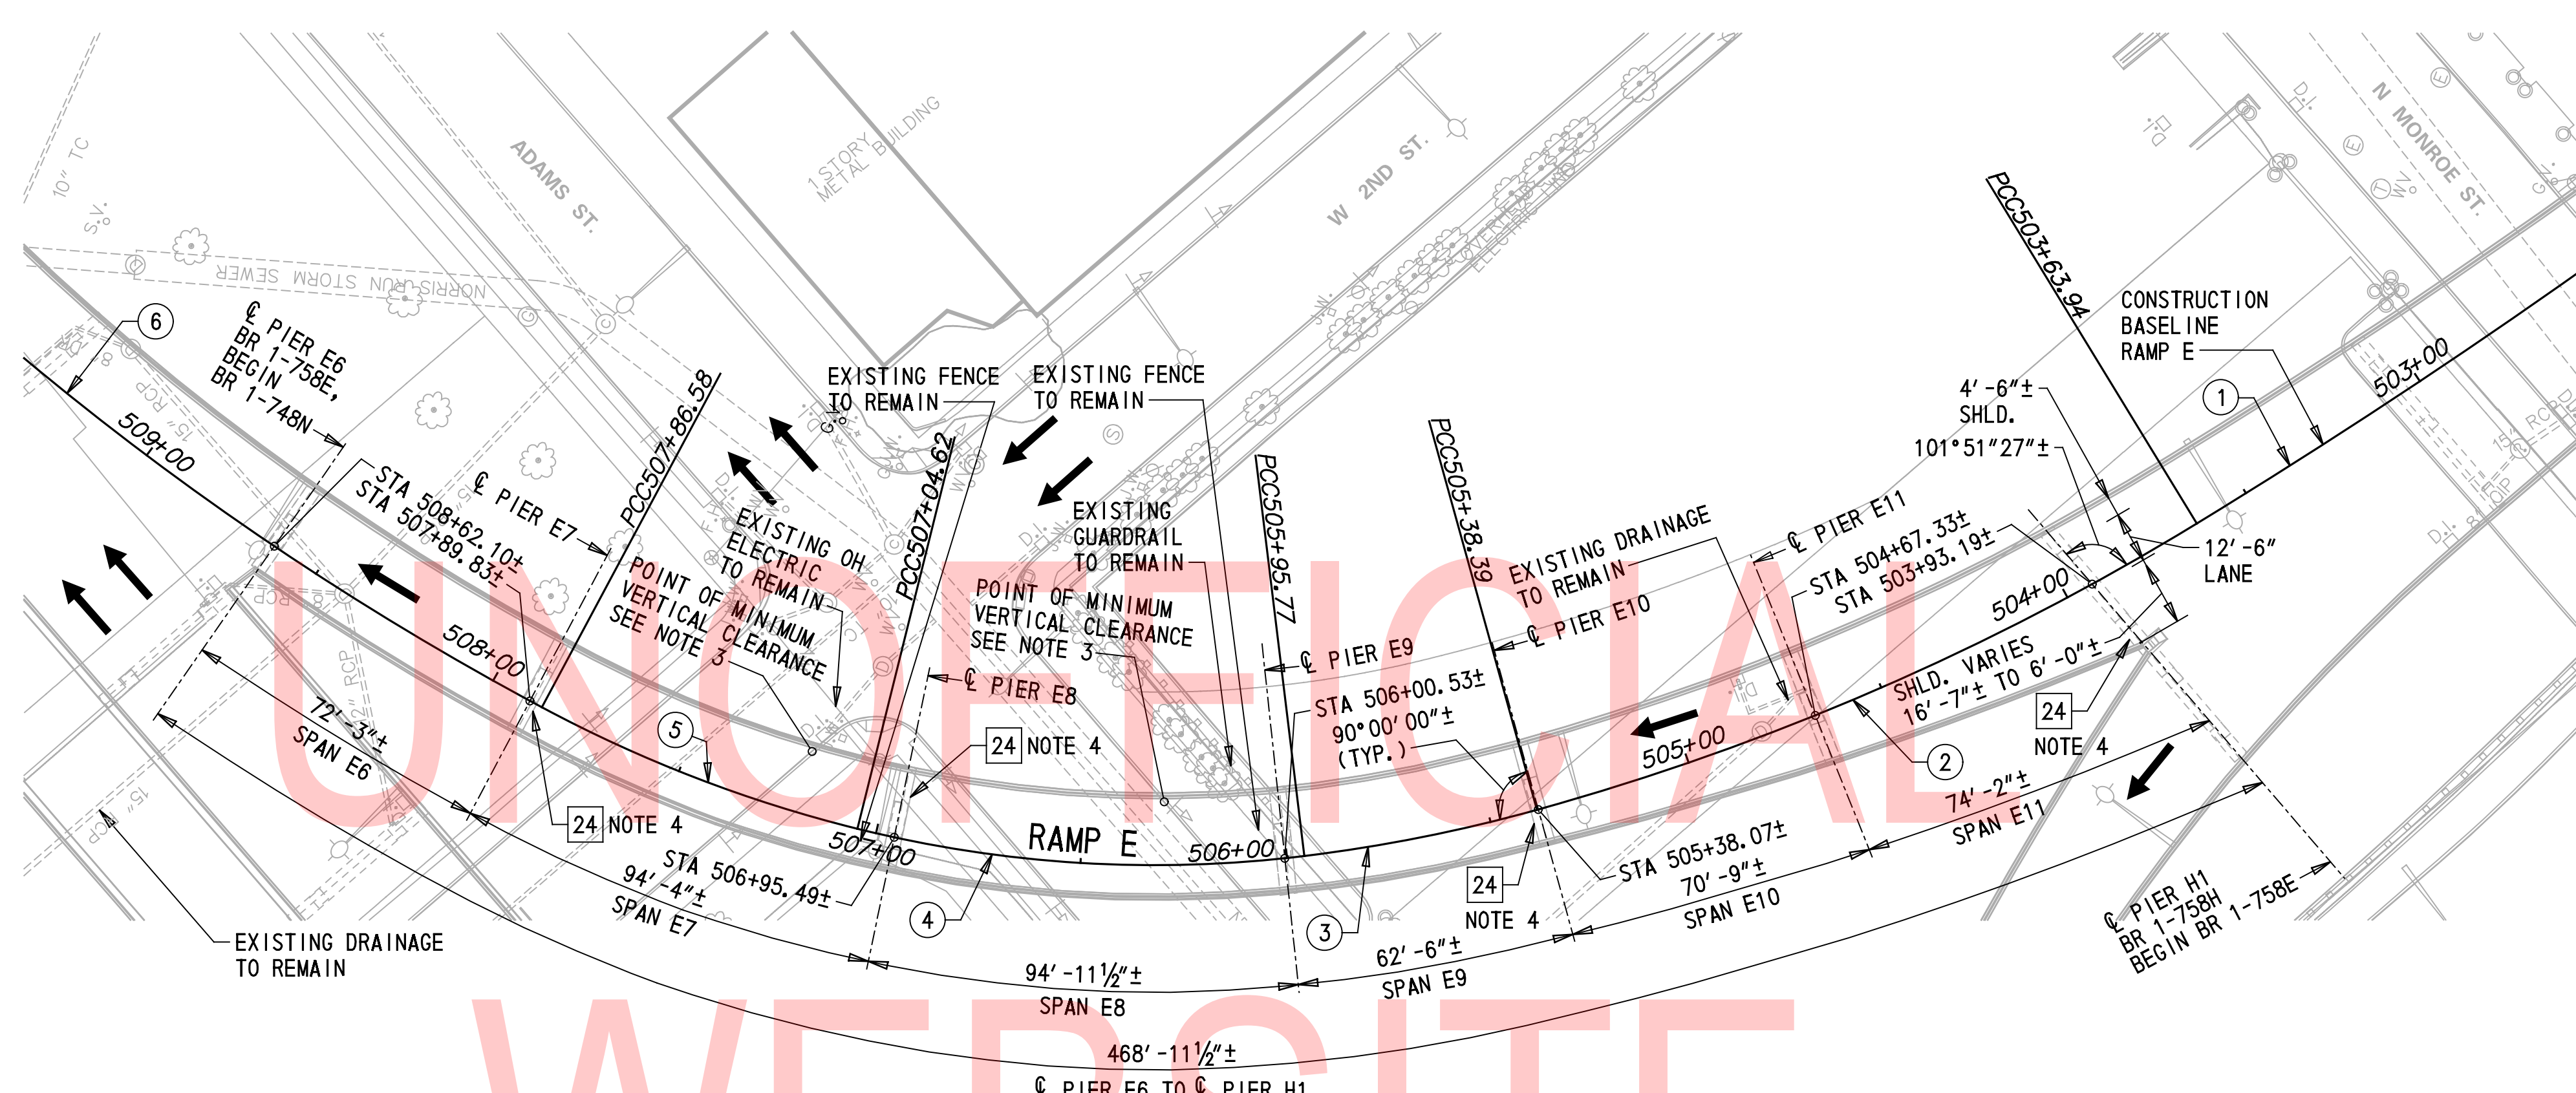 10" TC
S.V.
ADAMS ST.
1 STORY
METAL BUILDING
W 2ND ST.
OVERHEAD
ELECTRIC
N MONROE ST.
NORRIS RUN STORM SEWER
6
℄ PIER E6
BR 1-758E,
BEGIN
BR 1-748N
509+00
15" RCP
STA 508+62.10±
STA 507+89.83±
℄ PIER E7
PCC507+86.58
508+00
EXISTING FENCE
TO REMAIN
EXISTING FENCE
TO REMAIN
EXISTING OH
ELECTRIC
TO REMAIN
POINT OF MINIMUM
VERTICAL CLEARANCE
SEE NOTE 3
PCC507+04.62
EXISTING
GUARDRAIL
TO REMAIN
POINT OF MINIMUM
VERTICAL CLEARANCE
SEE NOTE 3
℄ PIER E8
24 NOTE 4
PCC505+95.77
℄ PIER E9
STA 506+00.53±
90°00'00"±
(TYP.)
PCC505+38.39
℄ PIER E10
EXISTING DRAINAGE
TO REMAIN
℄ PIER E11
STA 504+67.33±
STA 503+93.19±
PCC503+63.94
CONSTRUCTION
BASELINE
RAMP E
1
503+00
4'-6"±
SHLD.
101°51"27"±
12'-6"
LANE
504+00
SHLD. VARIES
16'-7"± TO 6'-0"±
24
NOTE 4
2
505+00
5
24 NOTE 4
72'-3"±
SPAN E6
507+00
RAMP E
506+00
STA 506+95.49±
94'-4"±
SPAN E7
4
3
24
NOTE 4
STA 505+38.07±
70'-9"±
SPAN E10
74'-2"±
SPAN E11
62'-6"±
SPAN E9
94'-11½"±
SPAN E8
468'-11½"±
℄ PIER E6 TO ℄ PIER H1
℄ PIER H1
BR 1-758H
BEGIN BR 1-758E
12" RCP
15" RCP
EXISTING DRAINAGE
TO REMAIN
UNOFFICIAL
WEBSITE